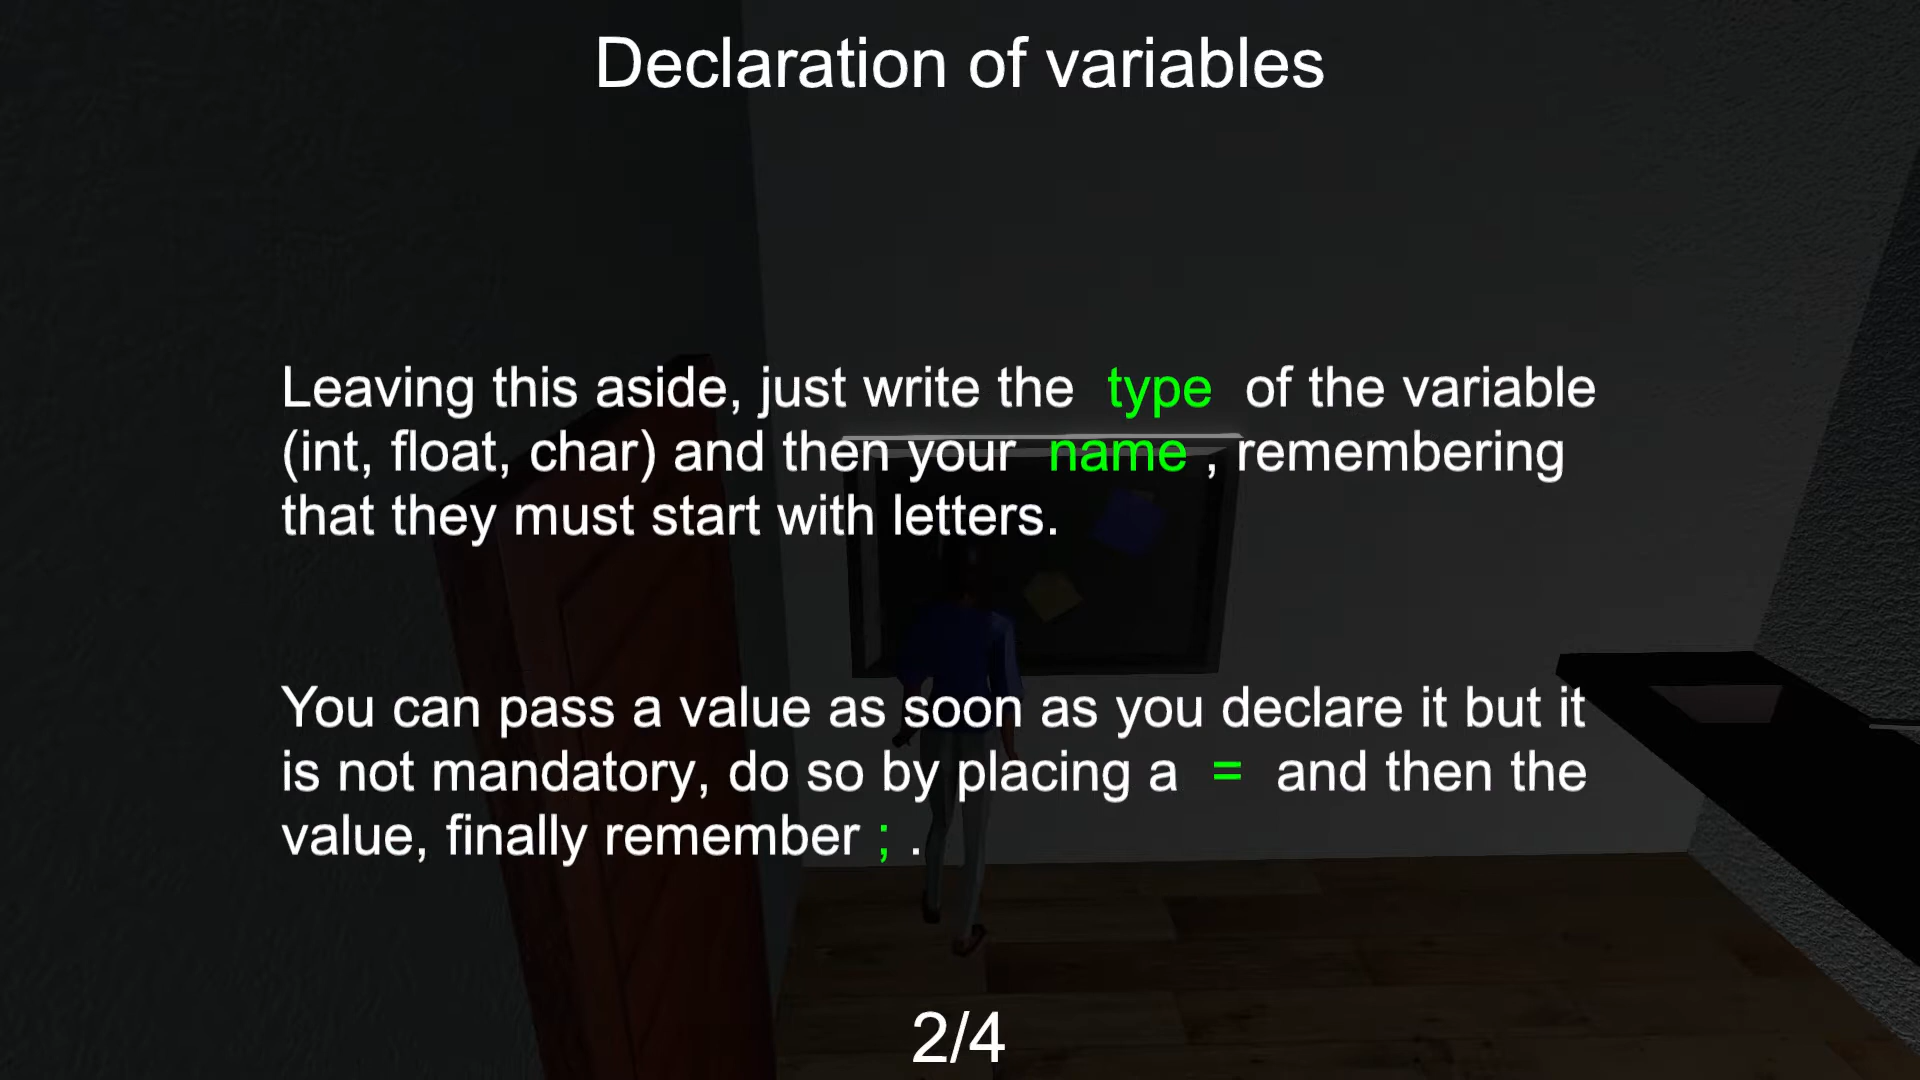 Declaration of variables
Leaving this aside, just write the type of the variable
(int, float, char) and then your name , remembering
that they must start with letters.
You can pass a value as soon as you declare it but it
is not mandatory, do so by placing a = and then the
value, finally remember ; .
2/4